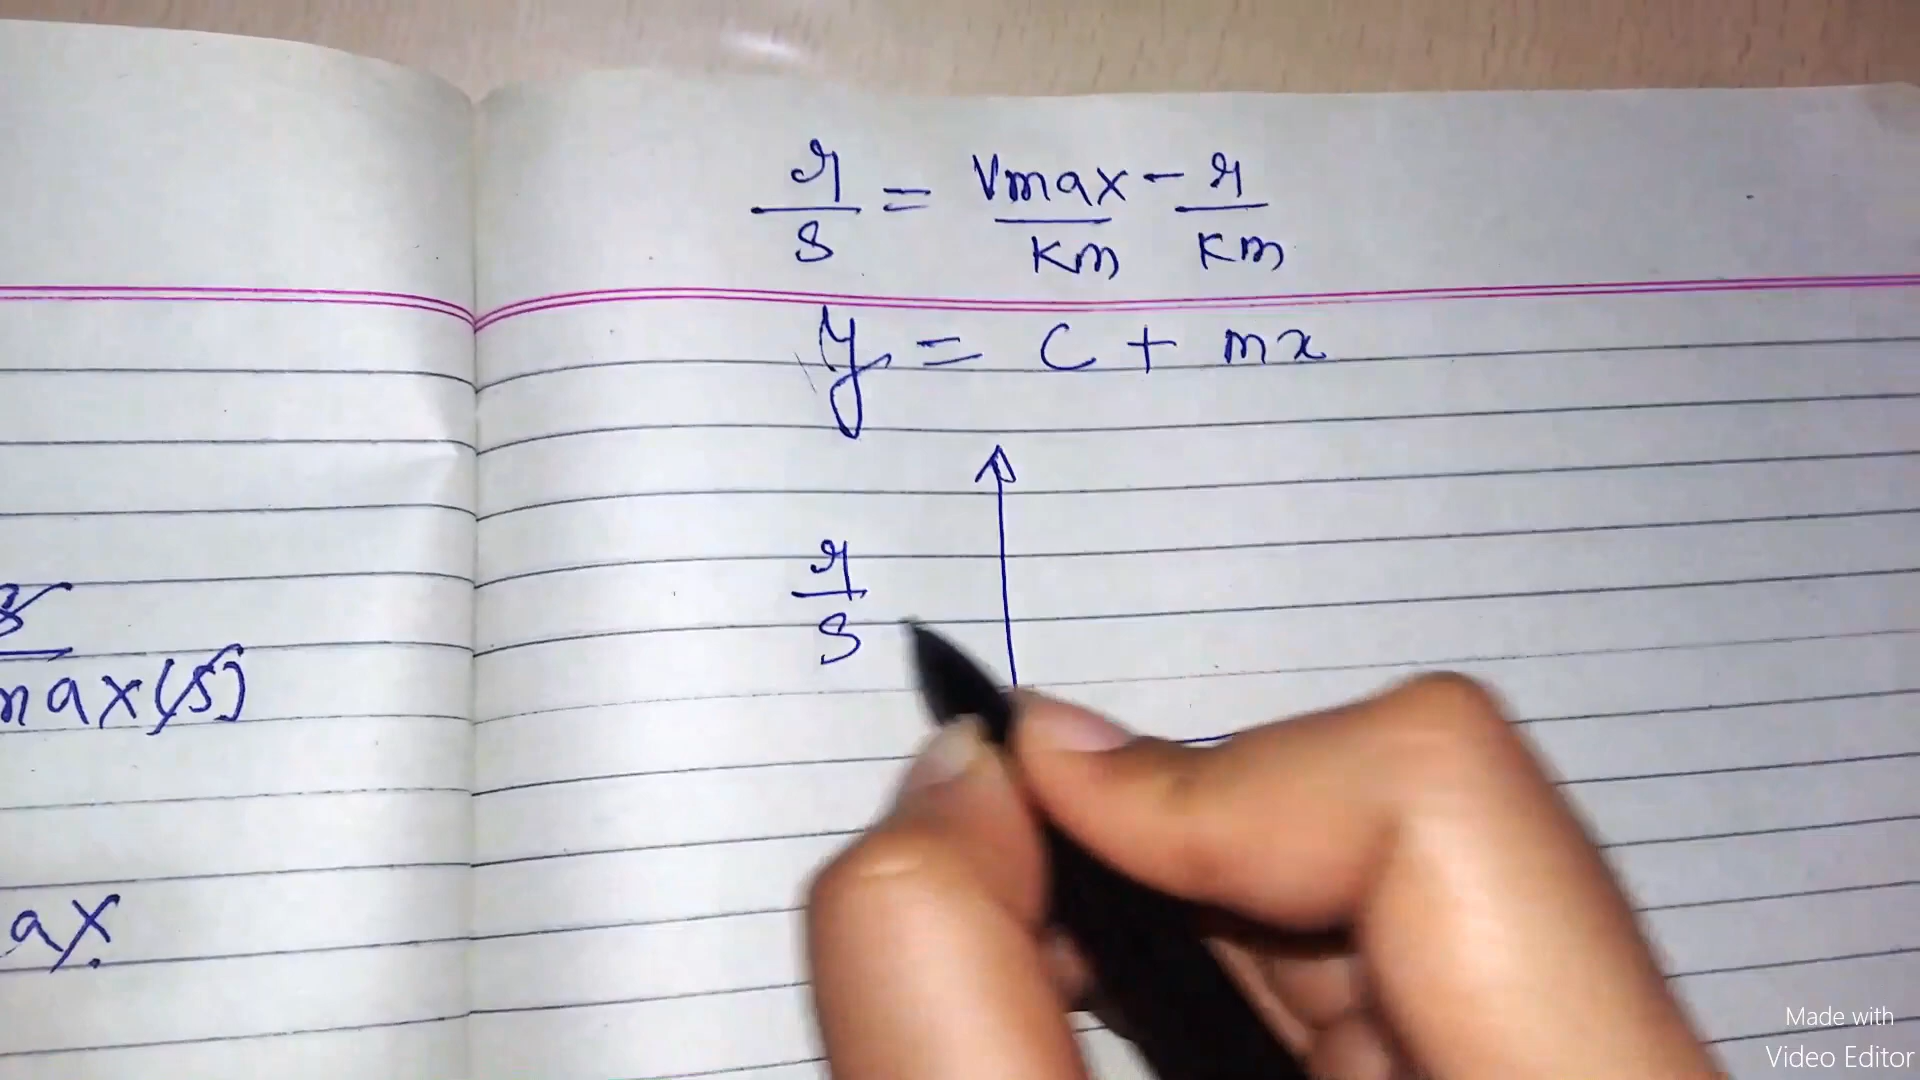 r/s = Vmax/Km - r/Km
y = c + mx
r/s
max(s)
ax.
Made with
Video Editor